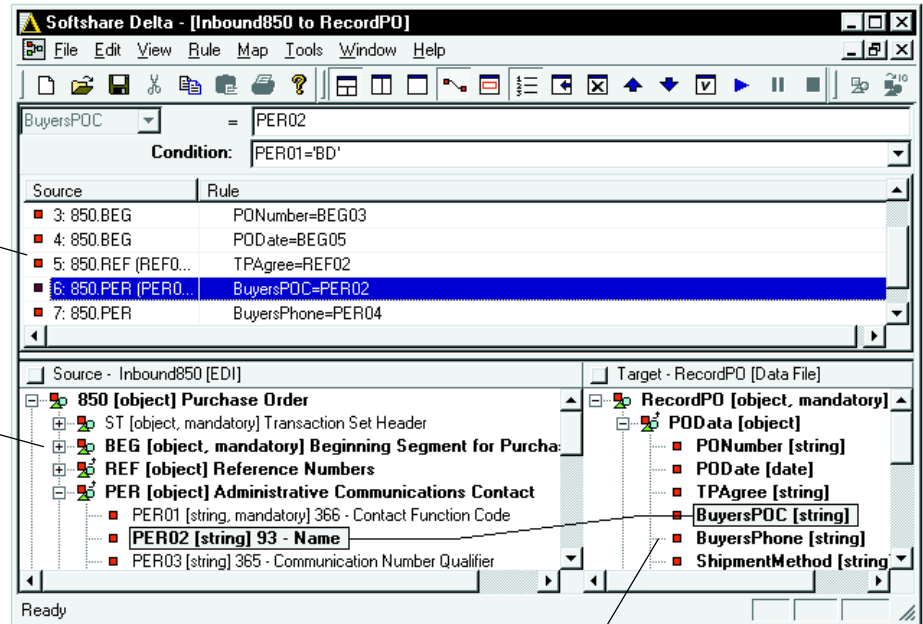 Softshare Delta - [Inbound850 to RecordPO]
File Edit View Rule Map Tools Window Help
BuyersPOC = PER02
Condition: PER01='BD'
Source Rule
3: 850.BEG PONumber=BEG03
4: 850.BEG PODate=BEG05
5: 850.REF (REF0... TPAgree=REF02
6: 850.PER (PER0... BuyersPOC=PER02
7: 850.PER BuyersPhone=PER04
Source - Inbound850 [EDI]
850 [object] Purchase Order
ST [object, mandatory] Transaction Set Header
BEG [object, mandatory] Beginning Segment for Purcha
REF [object] Reference Numbers
PER [object] Administrative Communications Contact
PER01 [string, mandatory] 366 - Contact Function Code
PER02 [string] 93 - Name
PER03 [string] 365 - Communication Number Qualifier
Target - RecordPO [Data File]
RecordPO [object, mandatory]
POData [object]
PONumber [string]
PODate [date]
TPAgree [string]
BuyersPOC [string]
BuyersPhone [string]
ShipmentMethod [string
Ready